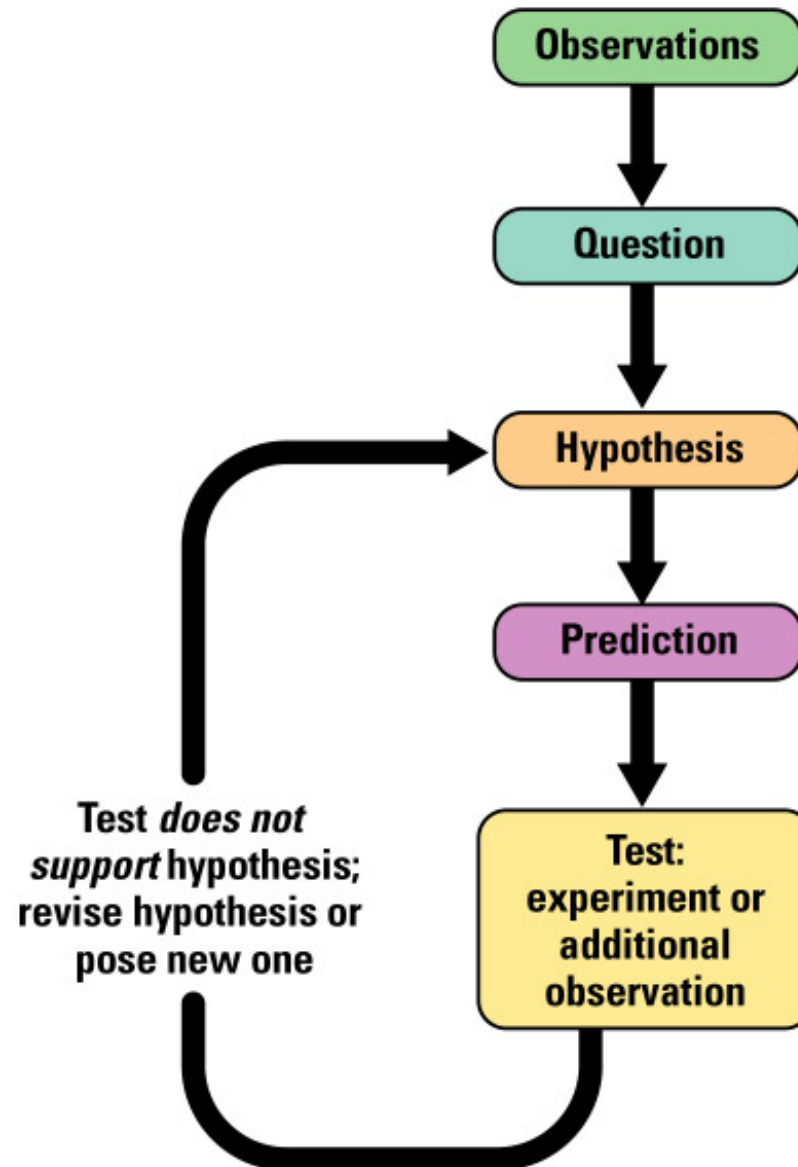 Observations
Question
Hypothesis
Prediction
Test does not
support hypothesis;
revise hypothesis or
pose new one
Test:
experiment or
additional
observation